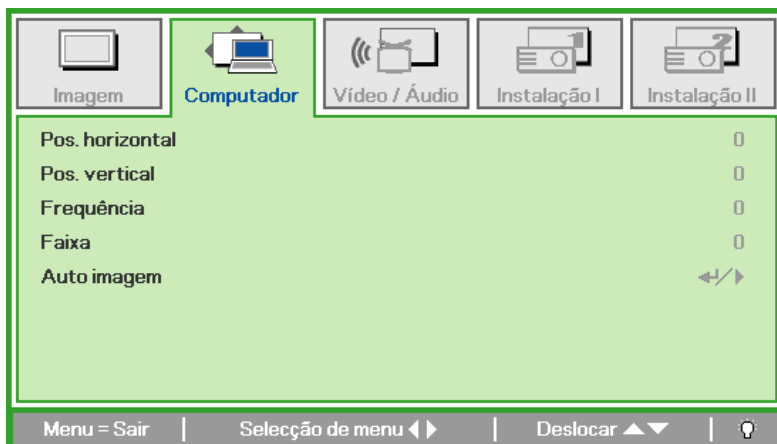 Imagem Computador Vídeo / Áudio Instalação I Instalação II
Pos. horizontal 0
Pos. vertical 0
Frequência 0
Faixa 0
Auto imagem
Menu = Sair Selecção de menu Deslocar